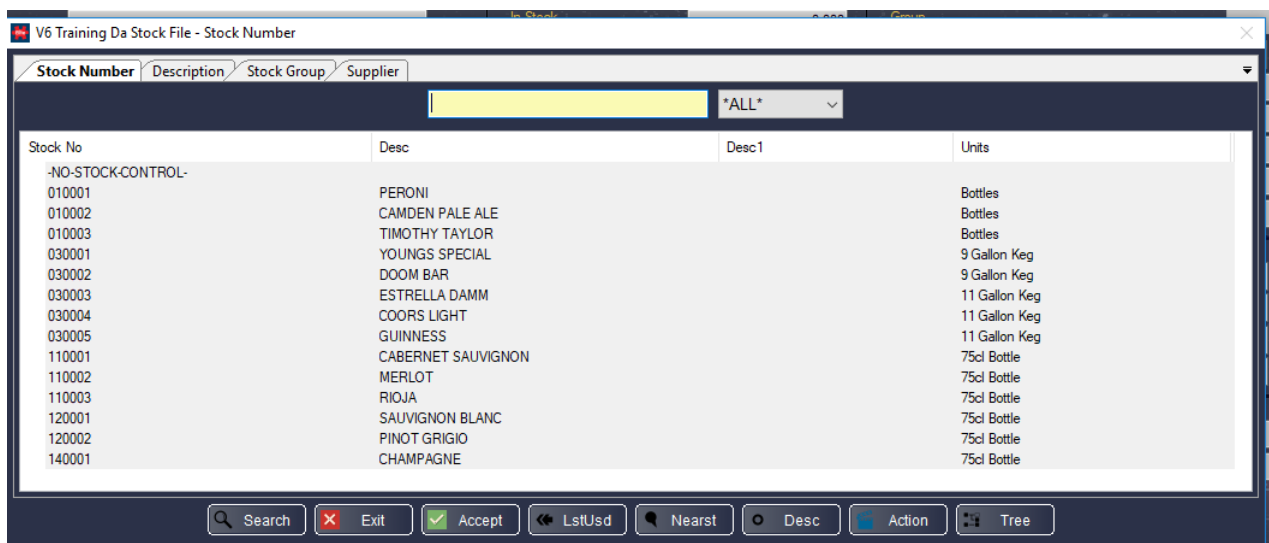 In Stock 0.000 Group
V6 Training Da Stock File - Stock Number
Stock Number Description Stock Group Supplier
*ALL*
Stock No Desc Desc1 Units
-NO-STOCK-CONTROL-
010001 PERONI Bottles
010002 CAMDEN PALE ALE Bottles
010003 TIMOTHY TAYLOR Bottles
030001 YOUNGS SPECIAL 9 Gallon Keg
030002 DOOM BAR 9 Gallon Keg
030003 ESTRELLA DAMM 11 Gallon Keg
030004 COORS LIGHT 11 Gallon Keg
030005 GUINNESS 11 Gallon Keg
110001 CABERNET SAUVIGNON 75cl Bottle
110002 MERLOT 75cl Bottle
110003 RIOJA 75cl Bottle
120001 SAUVIGNON BLANC 75cl Bottle
120002 PINOT GRIGIO 75cl Bottle
140001 CHAMPAGNE 75cl Bottle
Search Exit Accept LstUsd Nearst Desc Action Tree